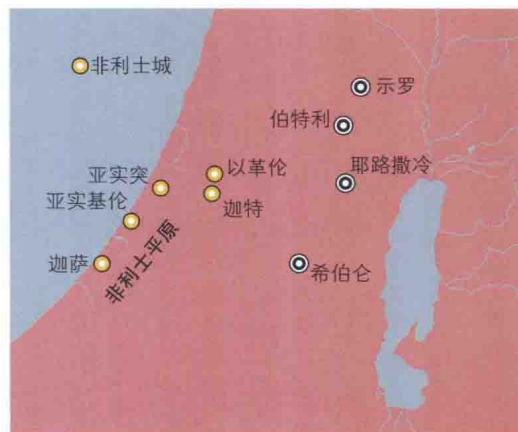 非利士城
示罗
伯特利
以革伦
耶路撒冷
亚实突
迦特
亚实基伦
非利士平原
迦萨
希伯仑